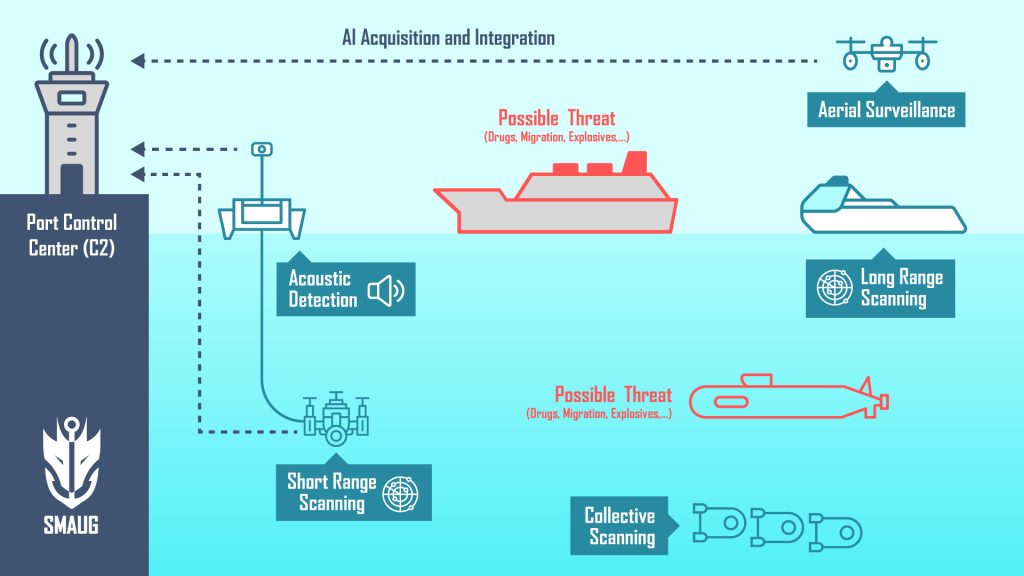 AI Acquisition and Integration
Aerial Surveillance
Possible Threat
(Drugs, Migration, Explosives,...)
Port Control
Center (C2)
Acoustic
Detection
Long Range
Scanning
Possible Threat
(Drugs, Migration, Explosives,...)
Short Range
Scanning
Collective
Scanning
SMAUG